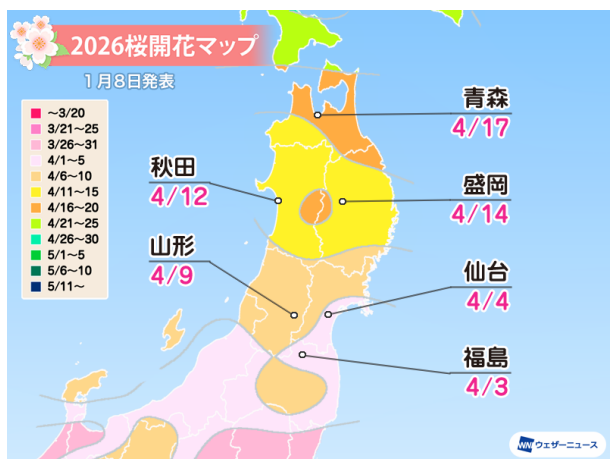 2026桜開花マップ
1月8日発表
～3/20
3/21～25
3/26～31
4/1～5
4/6～10
4/11～15
4/16～20
4/21～25
4/26～30
5/1～5
5/6～10
5/11～
青森
4/17
秋田
4/12
盛岡
4/14
山形
4/9
仙台
4/4
福島
4/3
WN ウェザーニュース